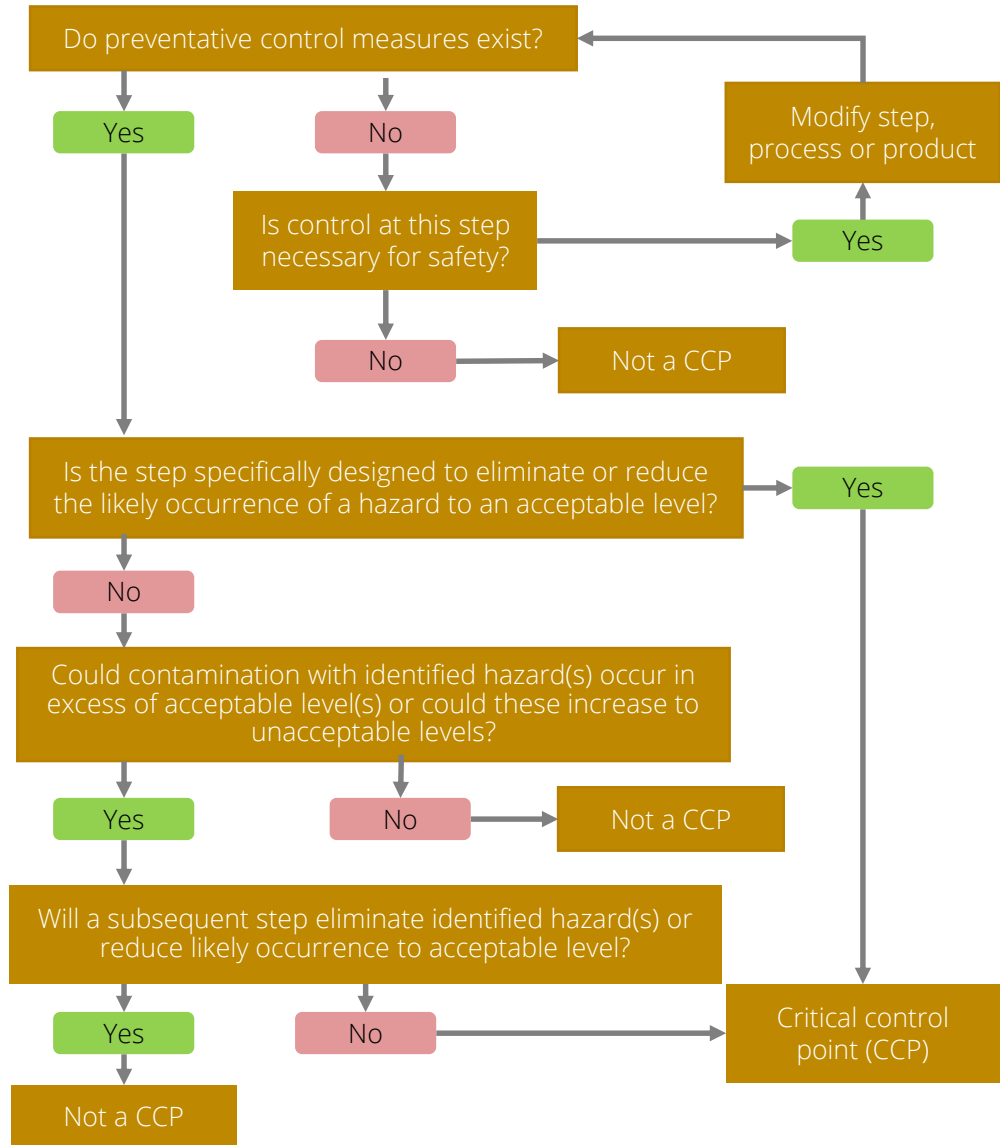 Do preventative control measures exist?
Yes
No
Modify step,
process or product
Is control at this step
necessary for safety?
Yes
No
Not a CCP
Is the step specifically designed to eliminate or reduce
the likely occurrence of a hazard to an acceptable level?
Yes
No
Could contamination with identified hazard(s) occur in
excess of acceptable level(s) or could these increase to
unacceptable levels?
Yes
No
Not a CCP
Will a subsequent step eliminate identified hazard(s) or
reduce likely occurrence to acceptable level?
Yes
No
Critical control
point (CCP)
Not a CCP